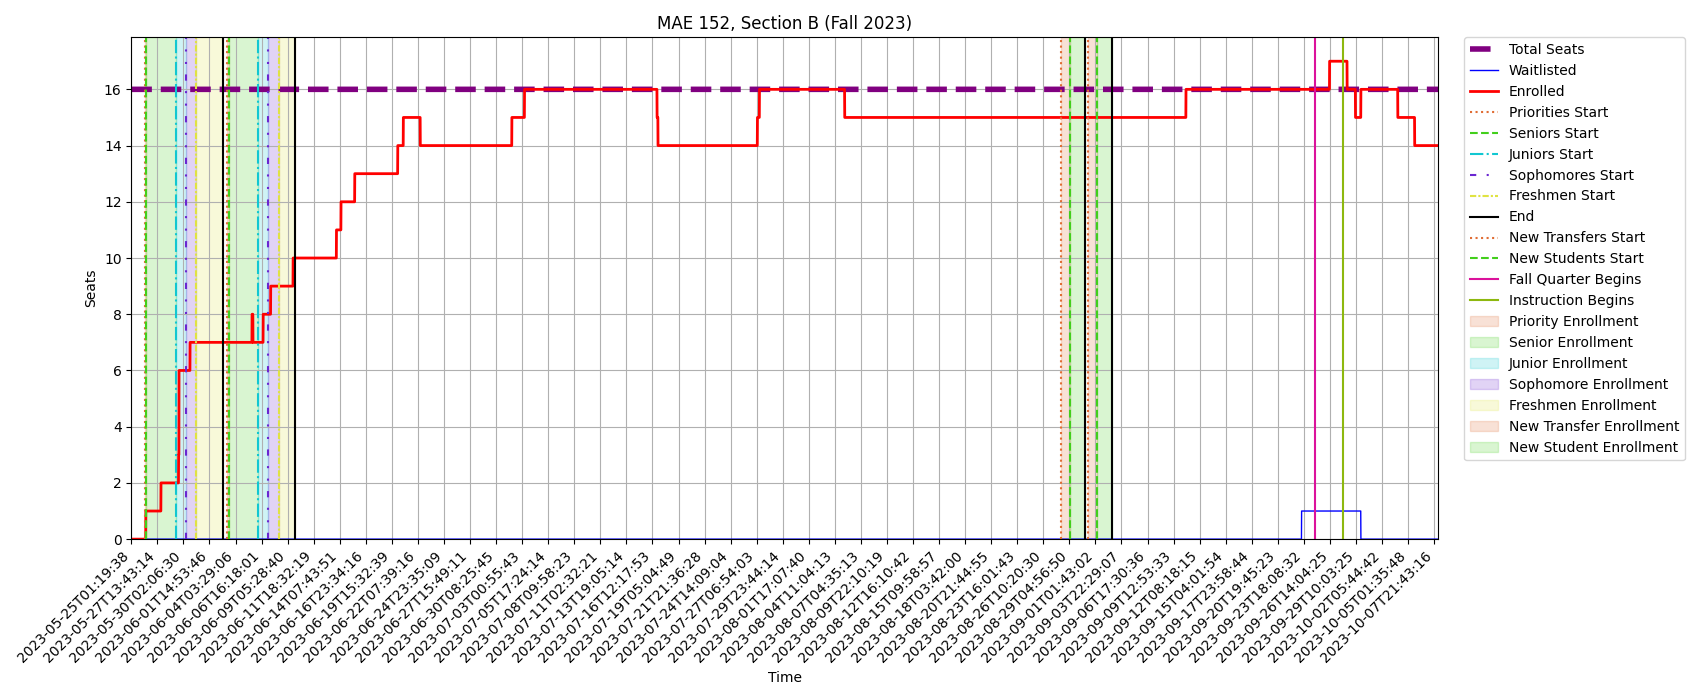 MAE 152, Section B (Fall 2023)
Seats
16
14
12
10
8
6
4
2
0
2023-05-25T01:19:38
2023-05-27T13:43:14
2023-05-30T02:06:30
2023-06-01T14:53:46
2023-06-04T03:29:06
2023-06-06T16:18:01
2023-06-09T05:28:40
2023-06-11T18:32:19
2023-06-14T07:43:51
2023-06-16T23:34:16
2023-06-19T15:32:39
2023-06-22T07:39:16
2023-06-24T23:35:09
2023-06-27T15:49:11
2023-06-30T08:25:45
2023-07-03T00:55:43
2023-07-05T17:24:14
2023-07-08T09:58:23
2023-07-11T02:32:21
2023-07-13T19:05:14
2023-07-16T12:17:53
2023-07-19T05:04:49
2023-07-21T21:36:28
2023-07-24T14:09:04
2023-07-27T06:54:03
2023-07-29T23:44:14
2023-08-01T17:07:40
2023-08-04T11:04:13
2023-08-07T04:35:13
2023-08-09T22:10:19
2023-08-12T16:10:42
2023-08-15T09:58:57
2023-08-18T03:42:00
2023-08-20T21:44:55
2023-08-23T16:01:43
2023-08-26T10:20:30
2023-08-29T04:56:50
2023-09-01T01:43:02
2023-09-03T22:29:07
2023-09-06T17:30:36
2023-09-09T12:53:33
2023-09-12T08:18:15
2023-09-15T04:01:54
2023-09-17T23:58:44
2023-09-20T19:45:23
2023-09-23T18:08:32
2023-09-26T14:04:25
2023-09-29T10:03:25
2023-10-02T05:44:42
2023-10-05T01:35:48
2023-10-07T21:43:16
Time
Total Seats
Waitlisted
Enrolled
Priorities Start
Seniors Start
Juniors Start
Sophomores Start
Freshmen Start
End
New Transfers Start
New Students Start
Fall Quarter Begins
Instruction Begins
Priority Enrollment
Senior Enrollment
Junior Enrollment
Sophomore Enrollment
Freshmen Enrollment
New Transfer Enrollment
New Student Enrollment